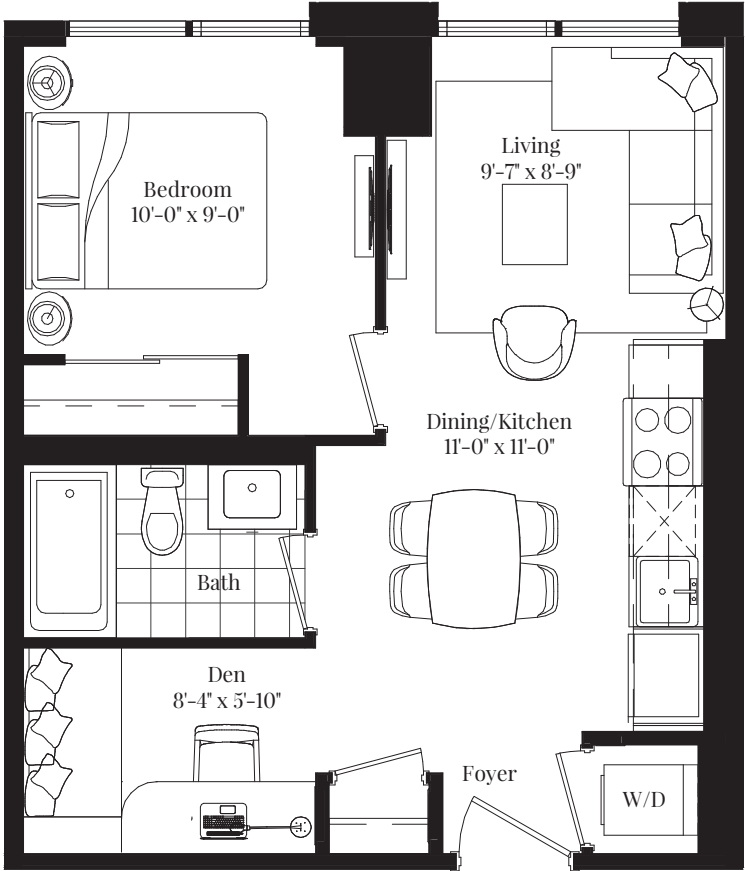 Living
9'-7" x 8'-9"
Bedroom
10'-0" x 9'-0"
Dining/Kitchen
11'-0" x 11'-0"
Bath
Den
8'-4" x 5'-10"
Foyer
W/D